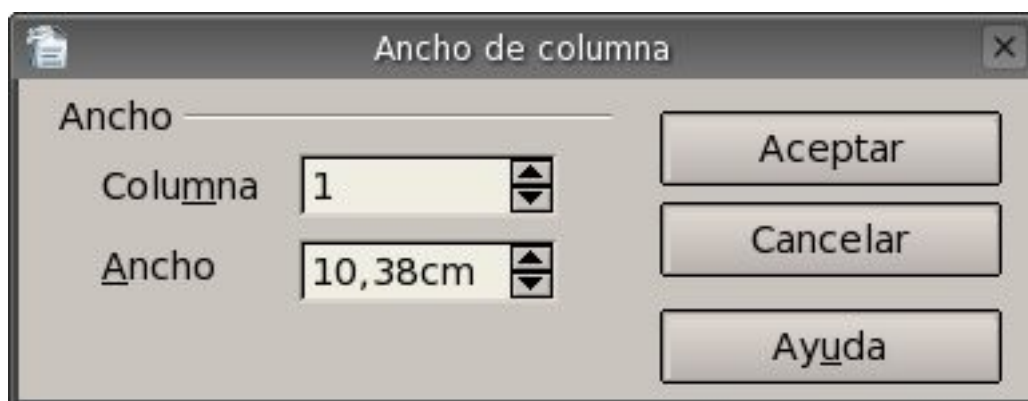 Ancho de columna
Ancho
Columna 1
Ancho 10,38cm
Aceptar
Cancelar
Ayuda